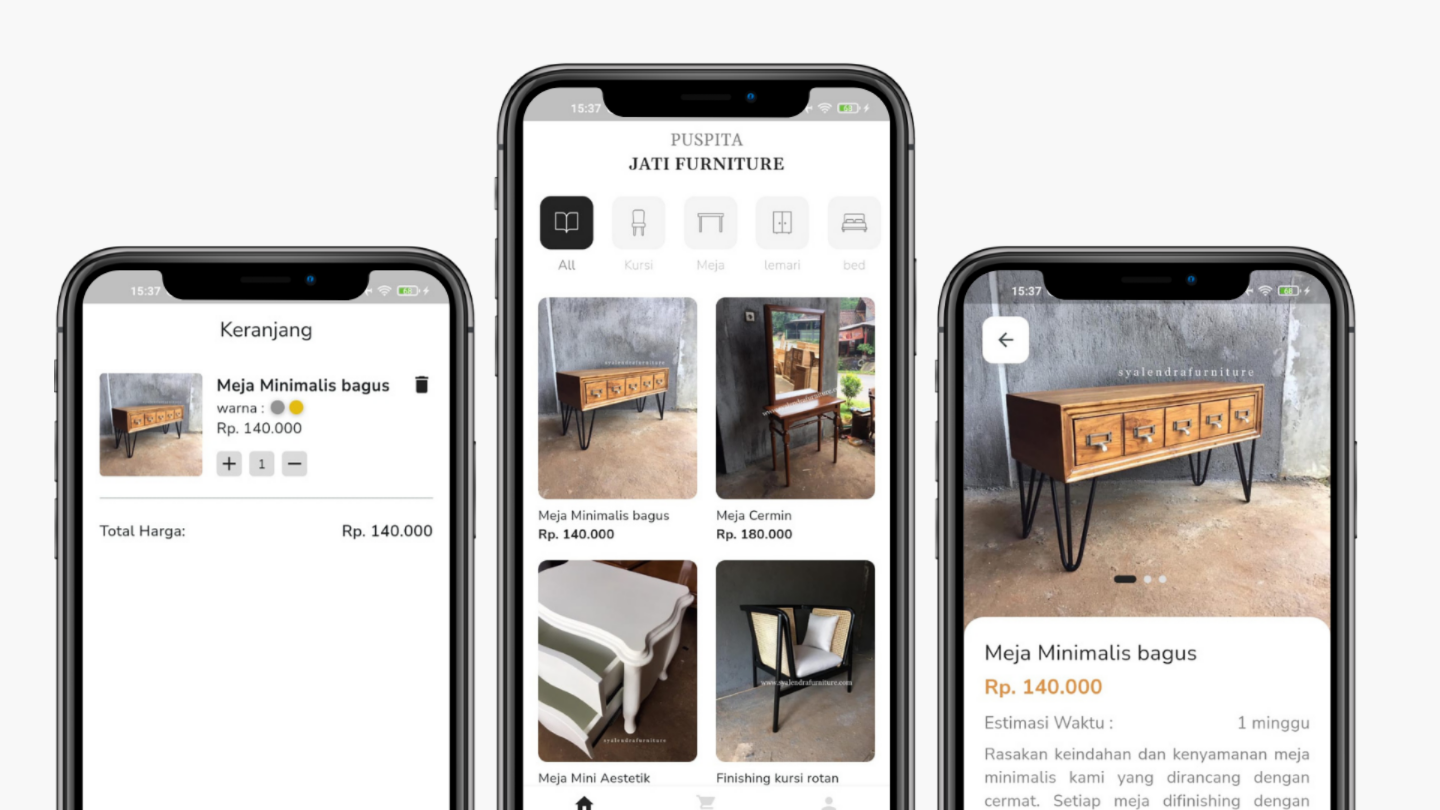 15:37
68
Keranjang
Meja Minimalis bagus
warna :
Rp. 140.000
1
Total Harga: Rp. 140.000
15:37
68
PUSPITA
JATI FURNITURE
All Kursi Meja lemari bed
syalendrafurniture
Meja Minimalis bagus
Rp. 140.000
Meja Cermin
Rp. 180.000
syalendrafurniture
Meja Mini Aestetik
www.syalendrafurniture.com
Finishing kursi rotan
15:37
68
syalendrafurniture
Meja Minimalis bagus
Rp. 140.000
Estimasi Waktu : 1 minggu
Rasakan keindahan dan kenyamanan meja
minimalis kami yang dirancang dengan
cermat. Setiap meja difinishing dengan